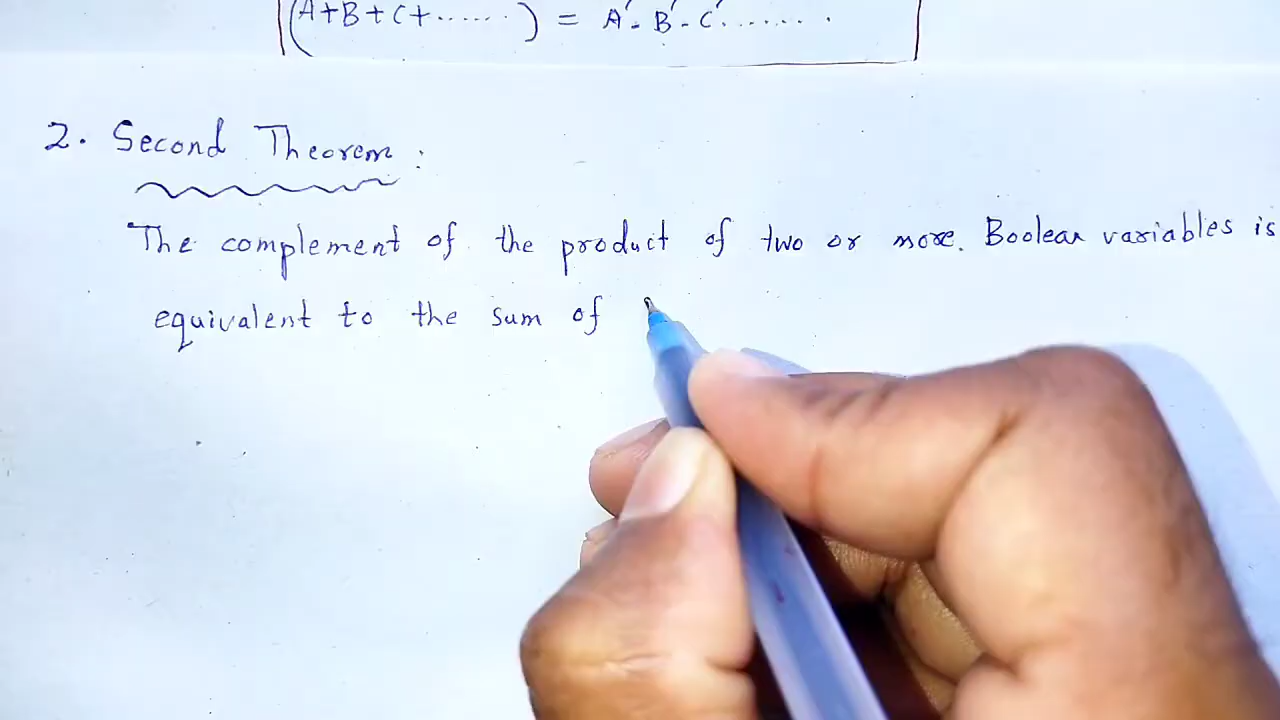 (A+B+C+......) = A'. B'. C'.......
2. Second Theorem:
The complement of the product of two or more. Boolean variables is
equivalent to the sum of